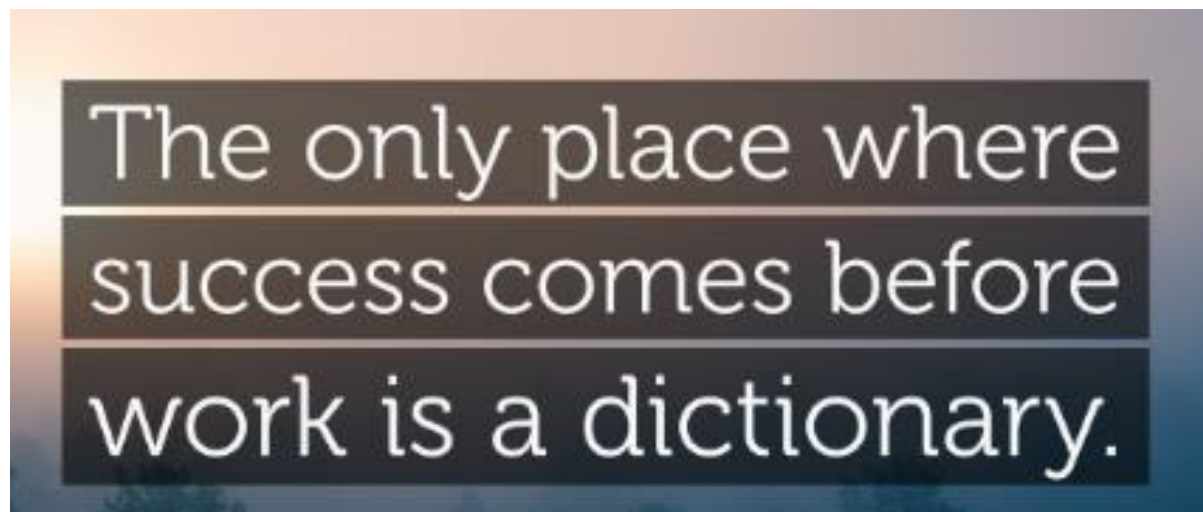 The only place where
success comes before
work is a dictionary.